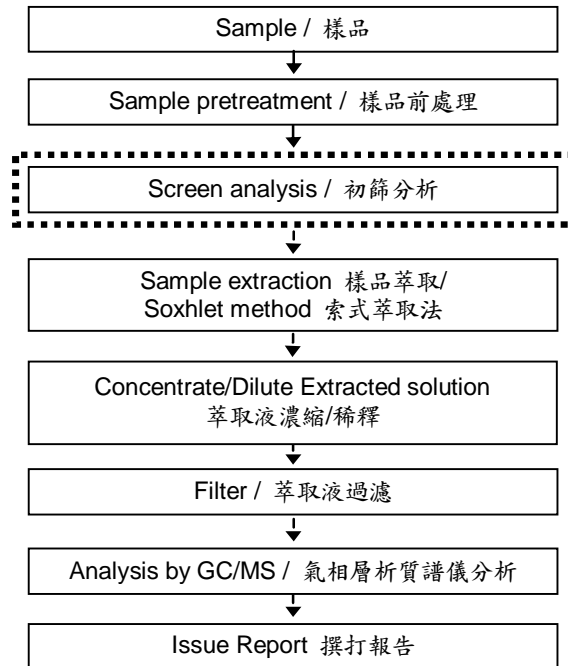 Sample / 樣品
Sample pretreatment / 樣品前處理
Screen analysis / 初篩分析
Sample extraction 樣品萃取/
Soxhlet method 索式萃取法
Concentrate/Dilute Extracted solution
萃取液濃縮/稀釋
Filter / 萃取液過濾
Analysis by GC/MS / 氣相層析質譜儀分析
Issue Report 撰打報告